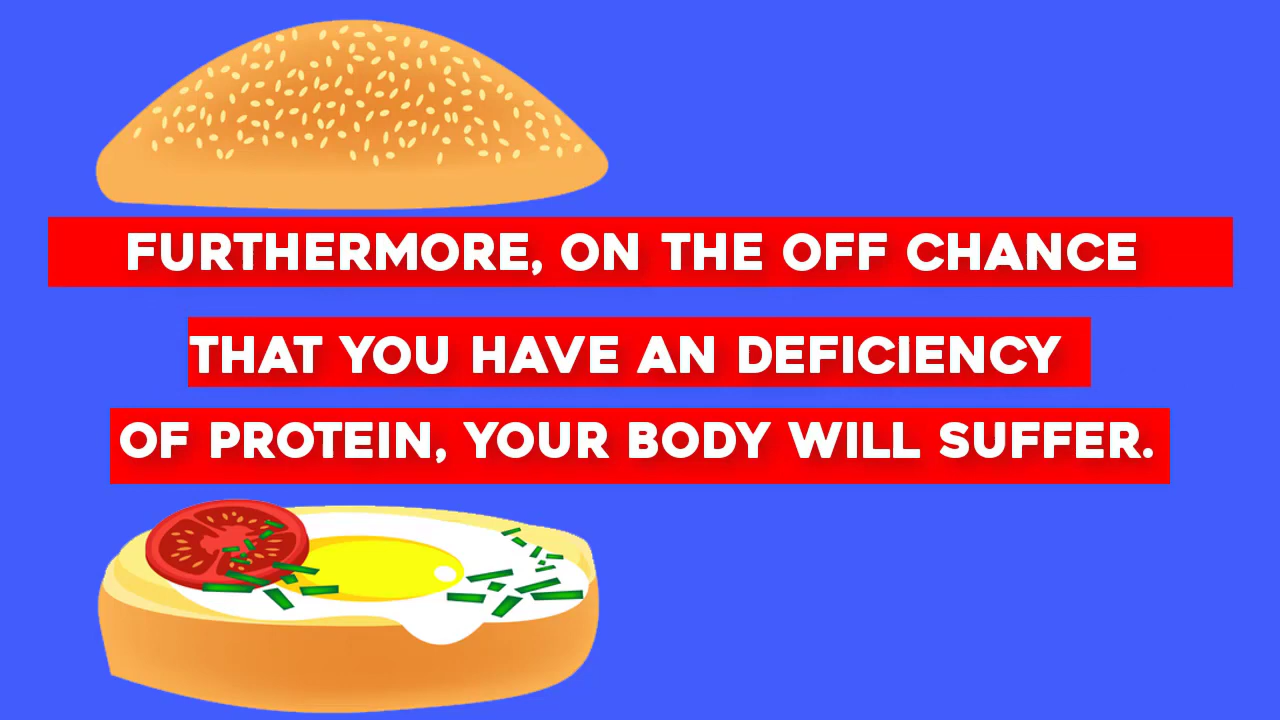 FURTHERMORE, ON THE OFF CHANCE
THAT YOU HAVE AN DEFICIENCY
OF PROTEIN, YOUR BODY WILL SUFFER.